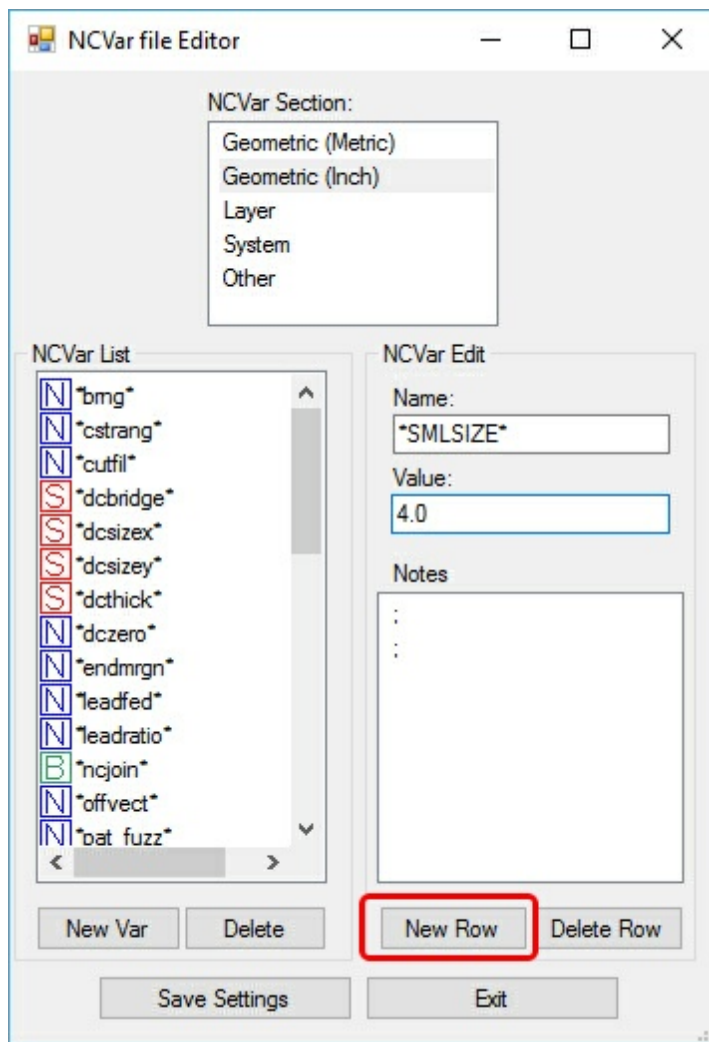 NCVar file Editor
NCVar Section:
Geometric (Metric)
Geometric (Inch)
Layer
System
Other
NCVar List
N *brng*
N *cstrang*
N *cutfil*
S *dcbridge*
S *dcsizex*
S *dcsizey*
S *dcthick*
N *dczero*
N *endmrgn*
N *leadfed*
N *leadratio*
B *ncjoin*
N *offvect*
N *pat_fuzz*
New Var
Delete
NCVar Edit
Name:
*SMLSIZE*
Value:
4.0
Notes
;
;
New Row
Delete Row
Save Settings
Exit